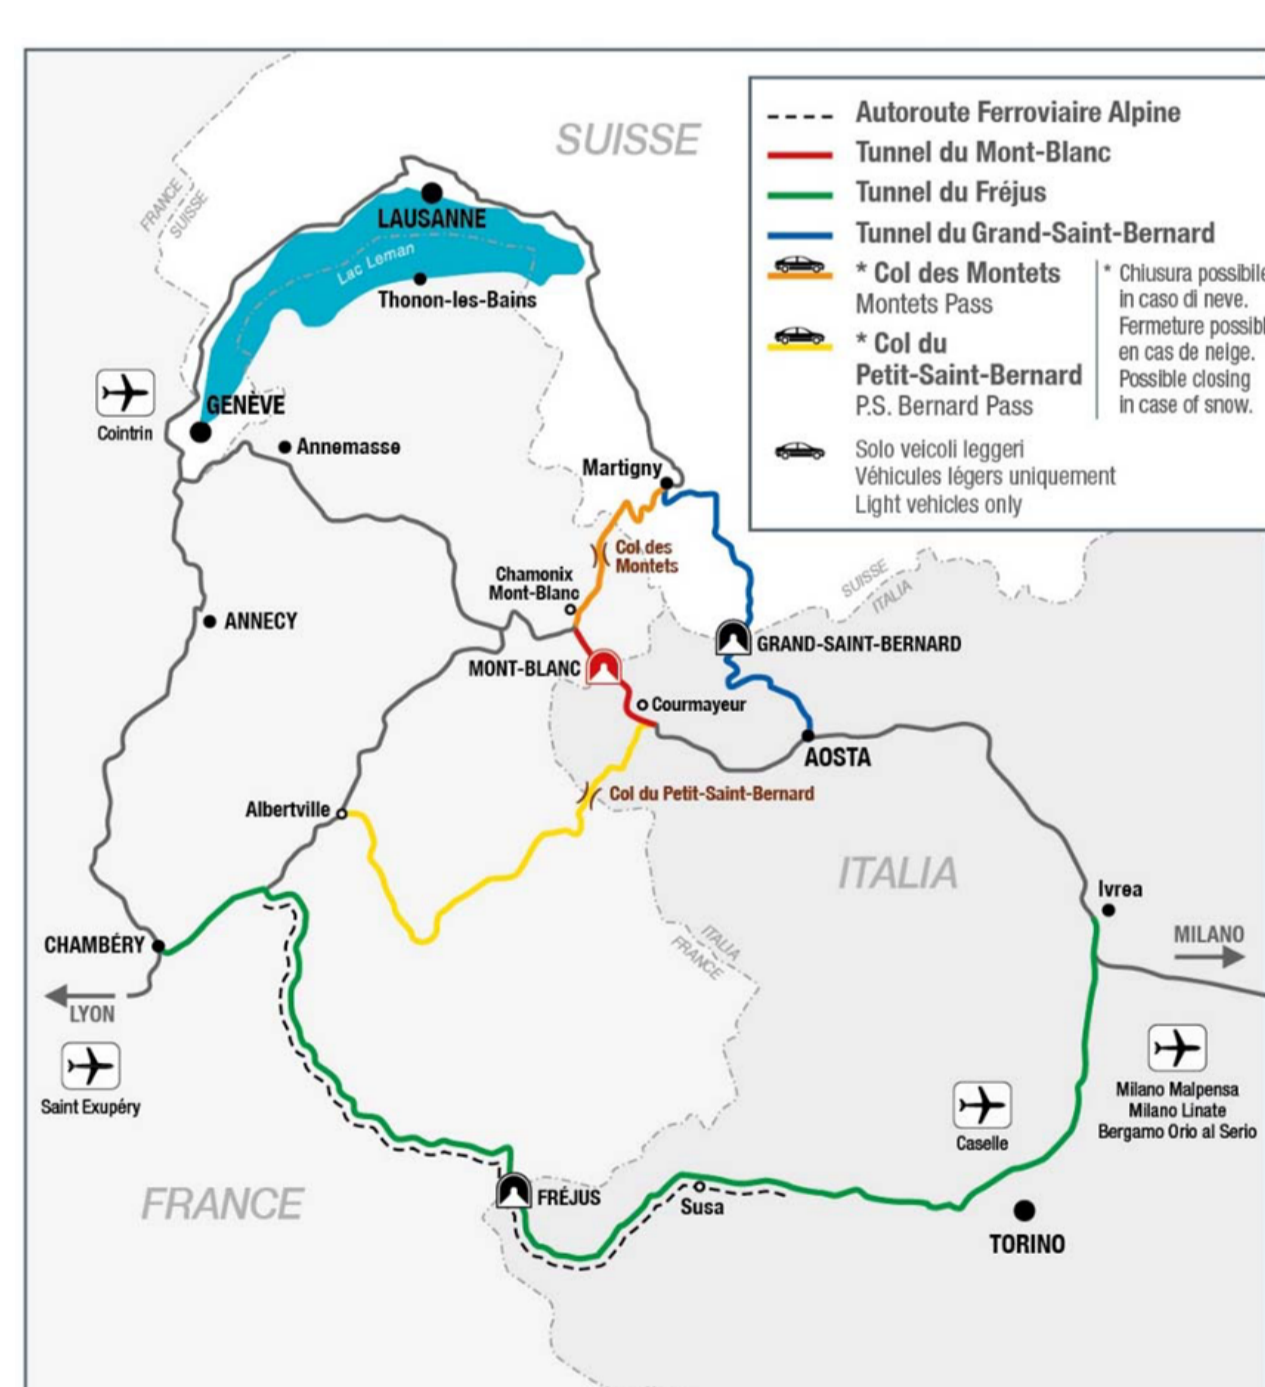 SUISSE
Autoroute Ferroviaire Alpine
Tunnel du Mont-Blanc
Tunnel du Fréjus
Tunnel du Grand-Saint-Bernard
* Col des Montets
Montets Pass
* Col du
Petit-Saint-Bernard
P.S. Bernard Pass
* Chiusura possibile
in caso di neve.
Fermeture possibl
en cas de neige.
Possible closing
in case of snow.
Solo veicoli leggeri
Véhicules légers uniquement
Light vehicles only
FRANCE
SUISSE
LAUSANNE
Lac Leman
Thonon-les-Bains
GENÈVE
Cointrin
Annemasse
Martigny
Col des
Montets
Chamonix
Mont-Blanc
SUISSE
ITALIA
ANNECY
GRAND-SAINT-BERNARD
MONT-BLANC
Courmayeur
AOSTA
Col du Petit-Saint-Bernard
Albertville
ITALIA
Ivrea
CHAMBÉRY
ITALIA
FRANCE
MILANO
LYON
Saint Exupéry
Milano Malpensa
Milano Linate
Bergamo Orio al Serio
Caselle
FRANCE
FRÉJUS
Susa
TORINO